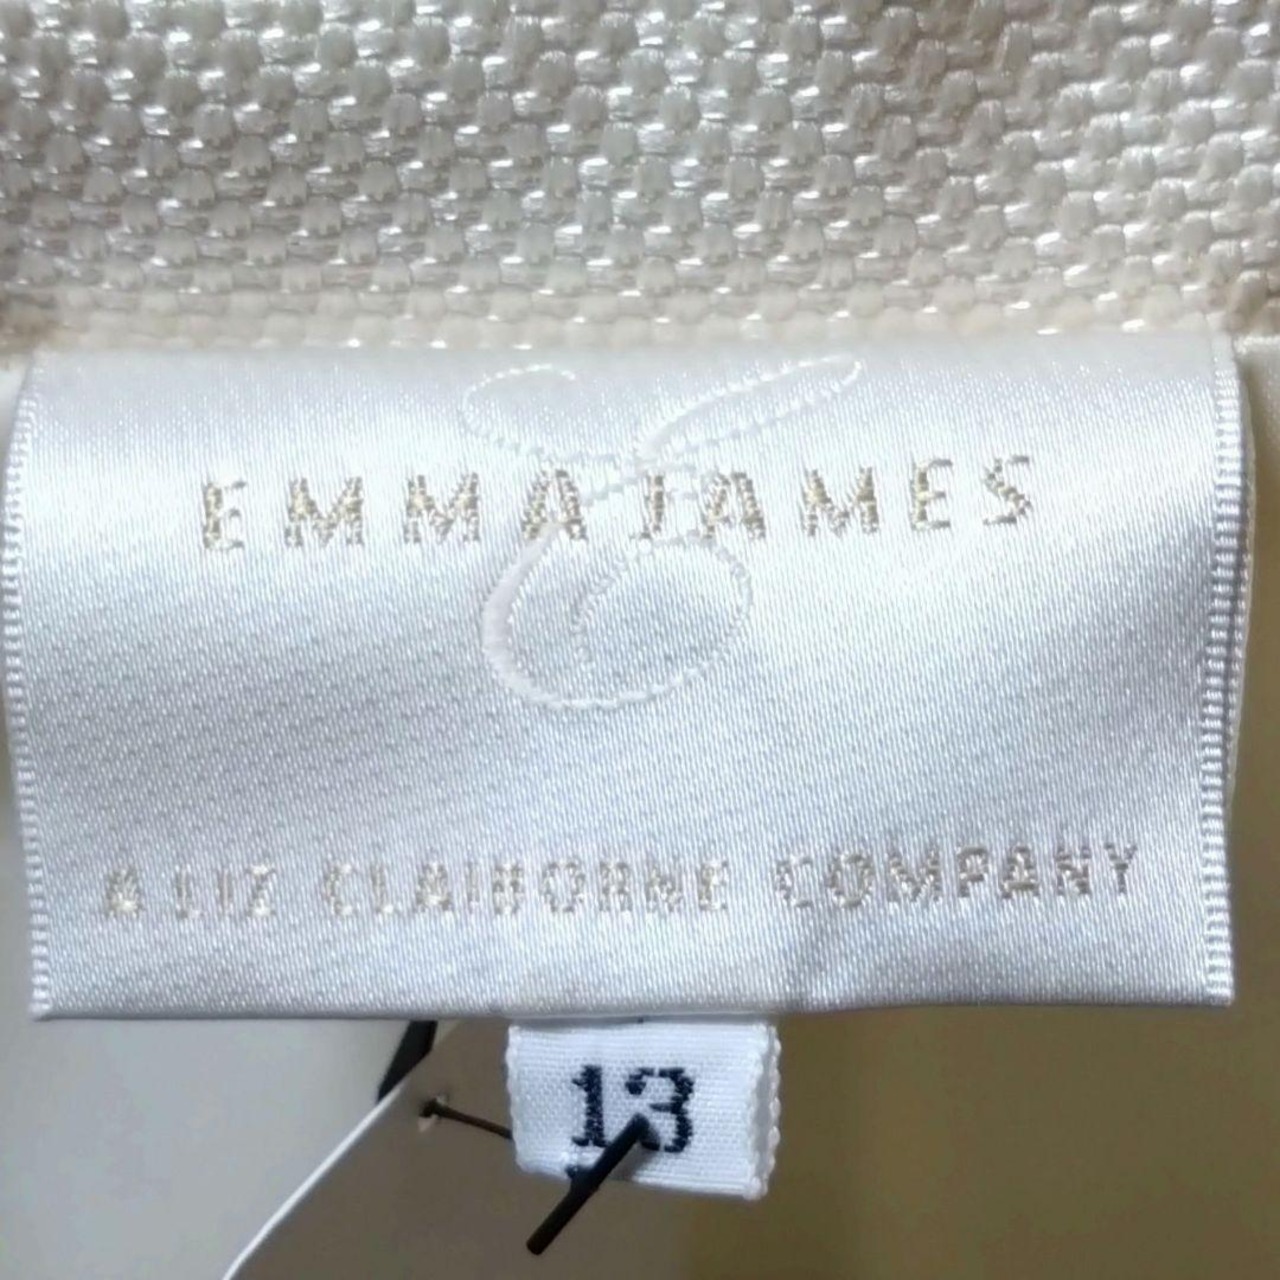 EMMA JAMES
A LIZ CLAIBORNE COMPANY
13